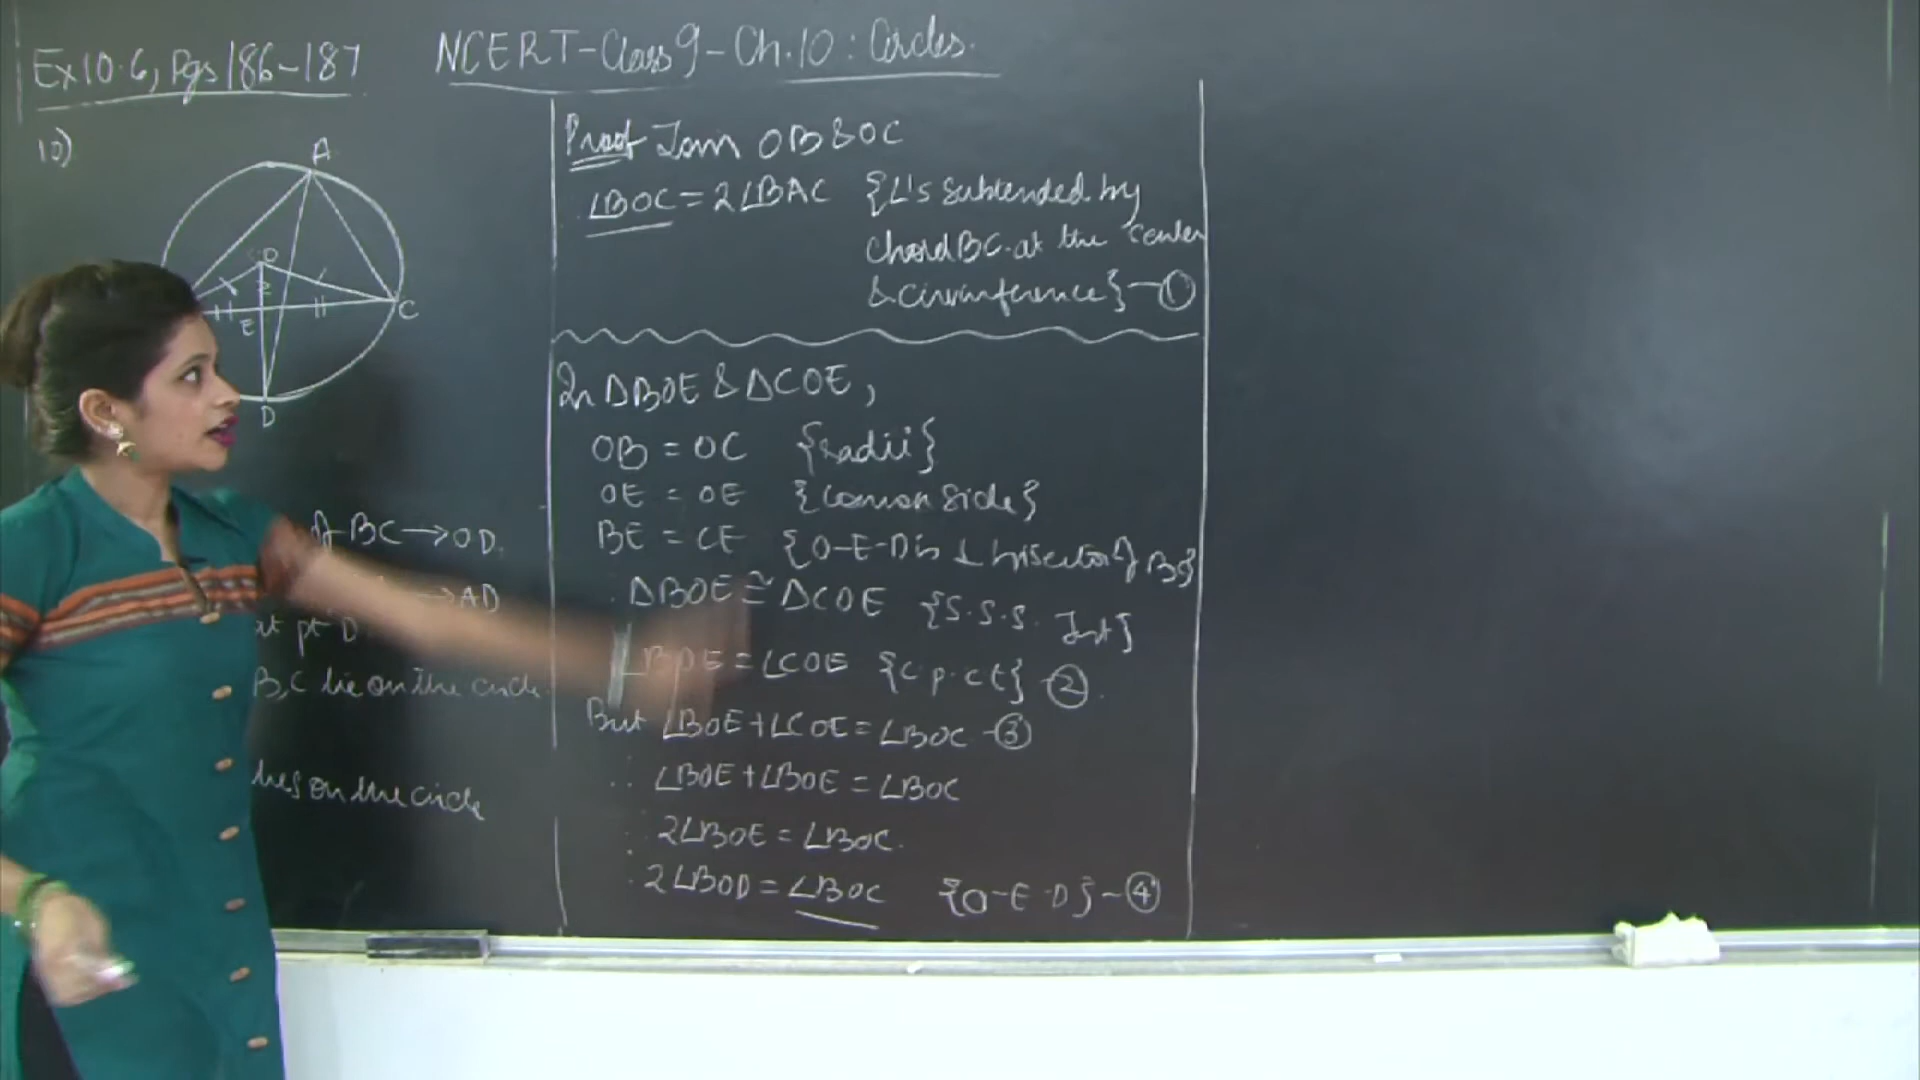 Ex 10.6, Pgs 186-187
NCERT-Class 9-Ch.10: Circles.
10)
A
O
E
C
D
BC→OD.
→AD
at pt D
B, C lie on the circle.
lies on the circle
Proof Join OB & OC
∠BOC = 2∠BAC {∠'s subtended by
chord BC. at the center
& circumference} - ①
In ΔBOE & ΔCOE,
OB = OC {radii}
OE = OE {common side}
BE = CE {O-E-D is ⊥ bisector of BC}
ΔBOE ≅ ΔCOE {S.S.S. Test}
∠BOE = ∠COE {c.p.ct} - ②.
But ∠BOE + ∠COE = ∠BOC - ③
∴ ∠BOE + ∠BOE = ∠BOC
∴ 2∠BOE = ∠BOC.
∴ 2∠BOD = ∠BOC {O-E-D} - ④